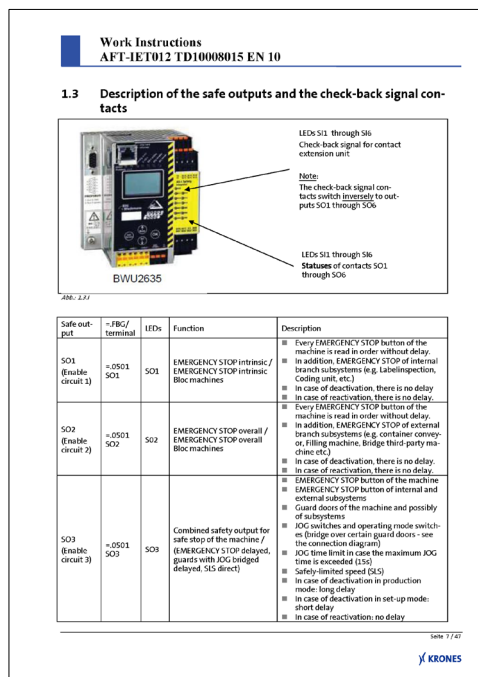 Work Instructions
AFT-IET012 TD10008015 EN 10
1.3 Description of the safe outputs and the check-back signal con-
tacts
LEDs SI1 through SI6
Check-back signal for contact
extension unit
Note:
The check-back signal con-
tacts switch inversely to out-
puts SO1 through SO6
LEDs SI1 through SI6
Statuses of contacts SO1
through SO6
BWU2635
Safe out-
put
=.FBG/
terminal
LEDs
Function
Description
SO1
(Enable
circuit 1)
=.0501
SO1
SO1
EMERGENCY STOP intrinsic /
EMERGENCY STOP intrinsic
Bloc machines
■ Every EMERGENCY STOP button of the
machine is read in order without delay.
■ In addition, EMERGENCY STOP of internal
branch subsystems (e.g. Labelinspection,
Coding unit, etc.)
■ In case of deactivation, there is no delay
■ In case of reactivation, there is no delay.
SO2
(Enable
circuit 2)
=.0501
SO2
SO2
EMERGENCY STOP overall /
EMERGENCY STOP overall
Bloc machines
■ Every EMERGENCY STOP button of the
machine is read in order without delay.
■ In addition, EMERGENCY STOP of external
branch subsystems (e.g. container convey-
or, Filling machine, Bridge third-party ma-
chine etc.)
■ In case of deactivation, there is no delay.
■ In case of reactivation, there is no delay.
SO3
(Enable
circuit 3)
=.0501
SO3
SO3
Combined safety output for
safe stop of the machine /
(EMERGENCY STOP delayed,
guards with JOG bridged
delayed, SLS direct)
■ EMERGENCY STOP button of the machine
■ EMERGENCY STOP button of internal and
external subsystems
■ Guard doors of the machine and possibly
of subsystems
■ JOG switches and operating mode switch-
es (bridge over certain guard doors - see
the connection diagram)
■ JOG time limit in case the maximum JOG
time is exceeded (15s)
■ Safely-limited speed (SLS)
■ In case of deactivation in production
mode: long delay
■ In case of deactivation in set-up mode:
short delay
■ In case of reactivation: no delay
Seite 7 / 47
KRONES